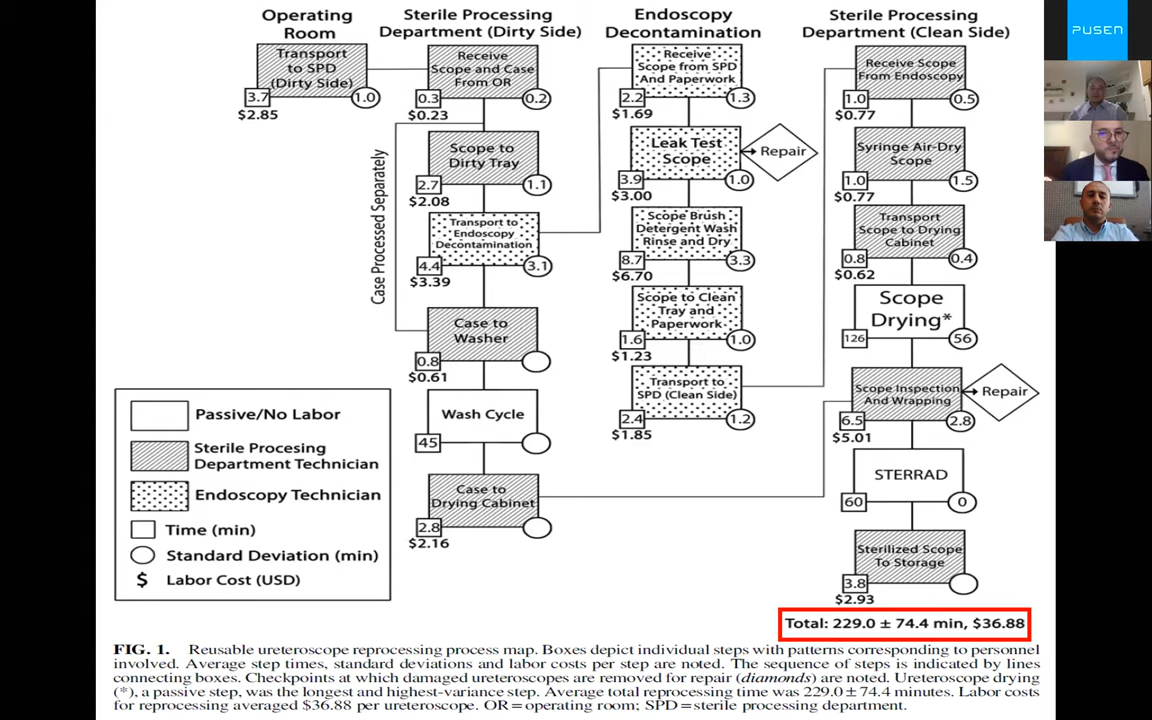 PUSEN
Operating
Room
Transport
to SPD
(Dirty Side)
3.7
1.0
$2.85
Sterile Processing
Department (Dirty Side)
Receive
Scope and Case
From OR
0.3
0.2
$0.23
Scope to
Dirty Tray
2.7
1.1
$2.08
Transport to
Endoscopy
Decontamination
4.4
3.1
$3.39
Case Processed Separately
Case to
Washer
0.8
$0.61
Wash Cycle
45
Case to
Drying Cabinet
2.8
$2.16
Endoscopy
Decontamination
Receive
Scope from SPD
And Paperwork
2.2
1.3
$1.69
Leak Test
Scope
Repair
3.9
1.0
$3.00
Scope Brush
Detergent Wash
Rinse and Dry
8.7
3.3
$6.70
Scope to Clean
Tray and
Paperwork
1.6
1.0
$1.23
Transport to
SPD (Clean Side)
2.4
1.2
$1.85
Sterile Processing
Department (Clean Side)
Receive Scope
From Endoscopy
1.0
0.5
$0.77
Syringe Air-Dry
Scope
1.0
1.5
$0.77
Transport
Scope to Drying
Cabinet
0.8
0.4
$0.62
Scope
Drying*
126
56
Scope Inspection
And Wrapping
Repair
6.5
2.8
$5.01
STERRAD
60
0
Sterilized Scope
To Storage
3.8
$2.93
Passive/No Labor
Sterile Procesing
Department Technician
Endoscopy Technician
Time (min)
Standard Deviation (min)
$ Labor Cost (USD)
Total: 229.0 ± 74.4 min, $36.88
FIG. 1. Reusable ureteroscope reprocessing process map. Boxes depict individual steps with patterns corresponding to personnel
involved. Average step times, standard deviations and labor costs per step are noted. The sequence of steps is indicated by lines
connecting boxes. Checkpoints at which damaged ureteroscopes are removed for repair (diamonds) are noted. Ureteroscope drying
(*), a passive step, was the longest and highest-variance step. Average total reprocessing time was 229.0 ± 74.4 minutes. Labor costs
for reprocessing averaged $36.88 per ureteroscope. OR = operating room; SPD = sterile processing department.